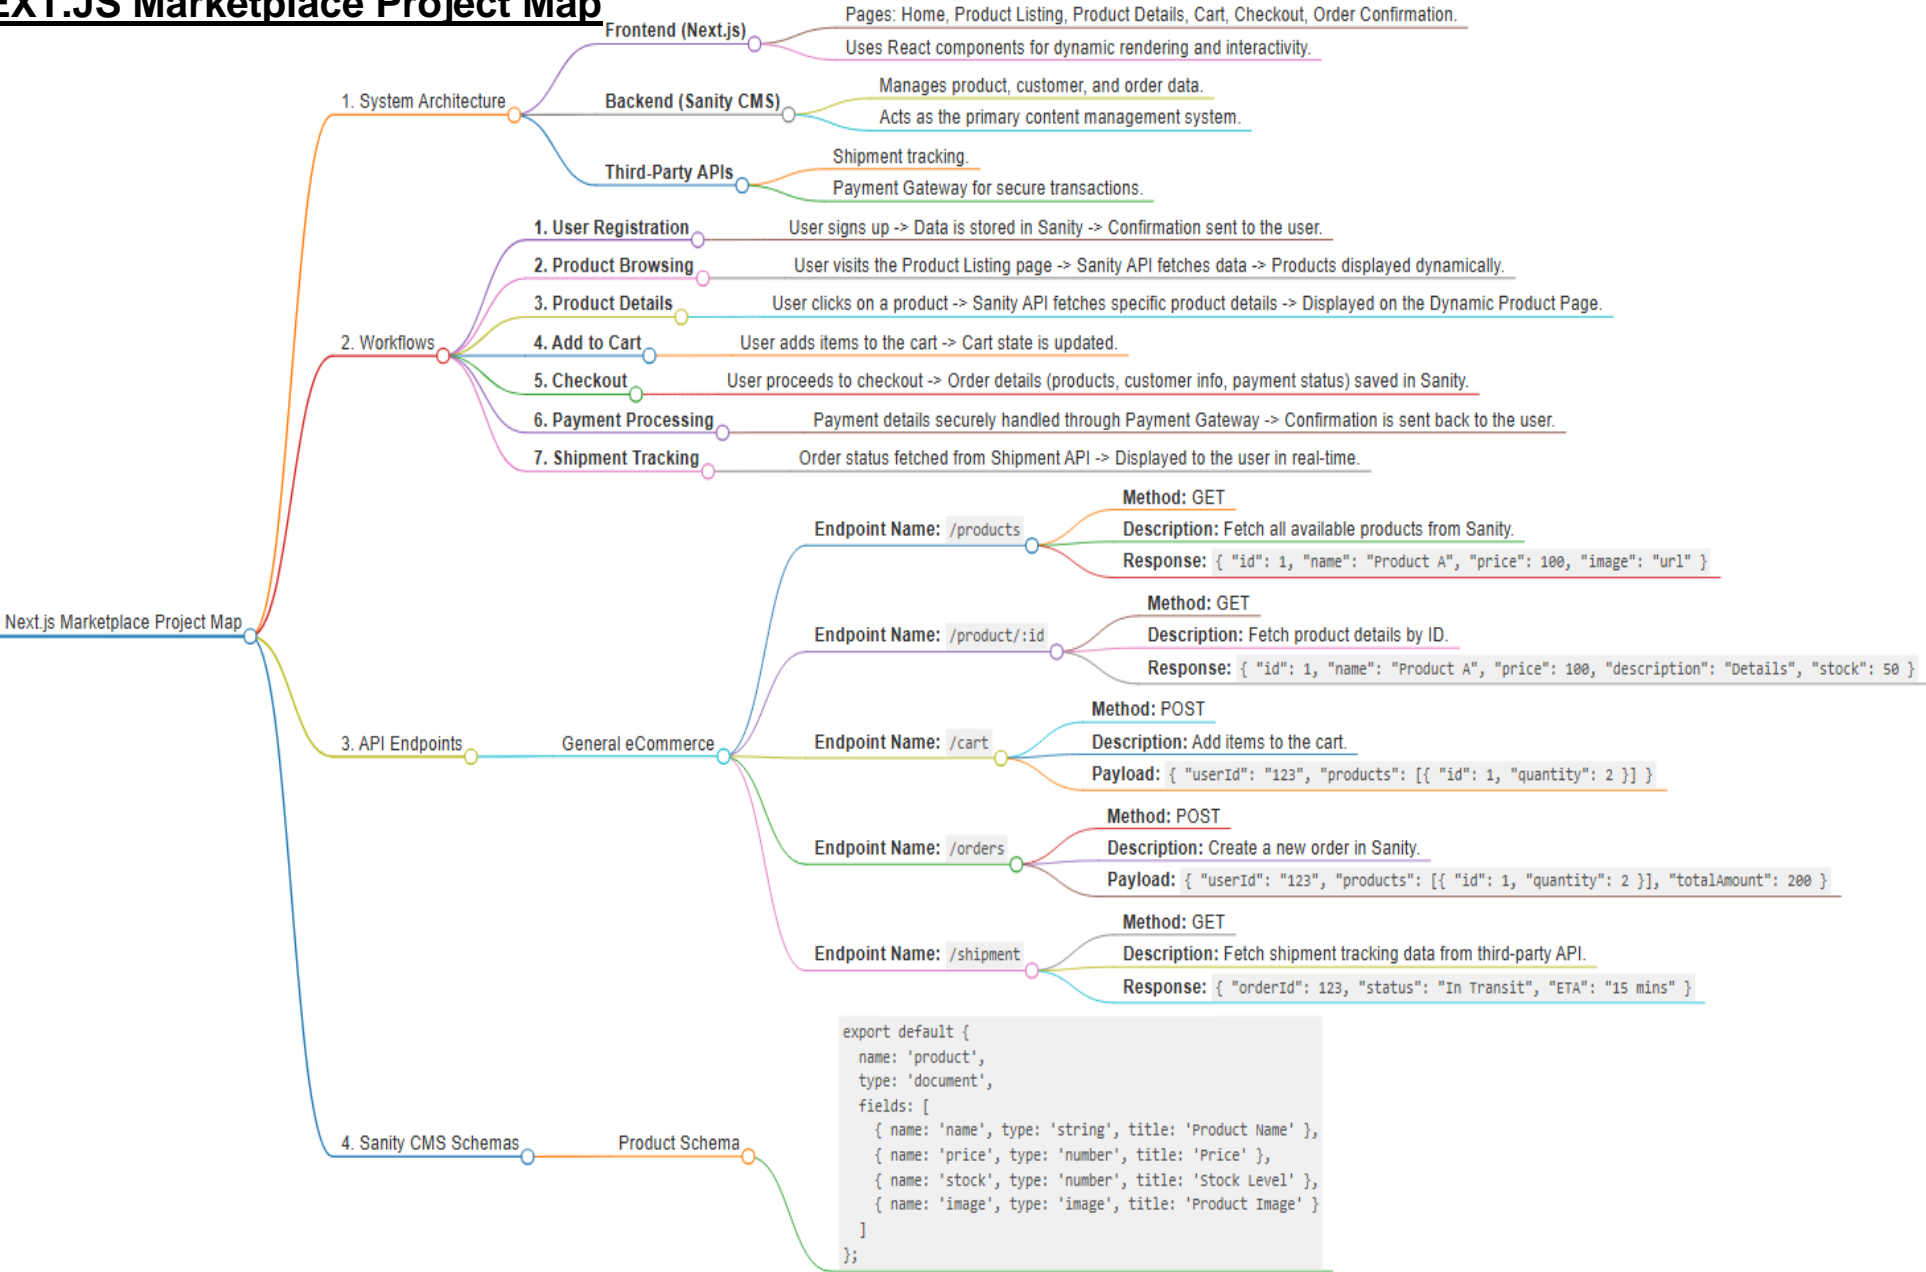 EXT.JS Marketplace Project Map
Next.js Marketplace Project Map
1. System Architecture
Frontend (Next.js)
Pages: Home, Product Listing, Product Details, Cart, Checkout, Order Confirmation.
Uses React components for dynamic rendering and interactivity.
Backend (Sanity CMS)
Manages product, customer, and order data.
Acts as the primary content management system.
Third-Party APIs
Shipment tracking.
Payment Gateway for secure transactions.
2. Workflows
1. User Registration
User signs up -> Data is stored in Sanity -> Confirmation sent to the user.
2. Product Browsing
User visits the Product Listing page -> Sanity API fetches data -> Products displayed dynamically.
3. Product Details
User clicks on a product -> Sanity API fetches specific product details -> Displayed on the Dynamic Product Page.
4. Add to Cart
User adds items to the cart -> Cart state is updated.
5. Checkout
User proceeds to checkout -> Order details (products, customer info, payment status) saved in Sanity.
6. Payment Processing
Payment details securely handled through Payment Gateway -> Confirmation is sent back to the user.
7. Shipment Tracking
Order status fetched from Shipment API -> Displayed to the user in real-time.
3. API Endpoints
General eCommerce
Endpoint Name: /products
Method: GET
Description: Fetch all available products from Sanity.
Response: { "id": 1, "name": "Product A", "price": 100, "image": "url" }
Endpoint Name: /product/:id
Method: GET
Description: Fetch product details by ID.
Response: { "id": 1, "name": "Product A", "price": 100, "description": "Details", "stock": 50 }
Endpoint Name: /cart
Method: POST
Description: Add items to the cart.
Payload: { "userId": "123", "products": [{ "id": 1, "quantity": 2 }] }
Endpoint Name: /orders
Method: POST
Description: Create a new order in Sanity.
Payload: { "userId": "123", "products": [{ "id": 1, "quantity": 2 }], "totalAmount": 200 }
Endpoint Name: /shipment
Method: GET
Description: Fetch shipment tracking data from third-party API.
Response: { "orderId": 123, "status": "In Transit", "ETA": "15 mins" }
4. Sanity CMS Schemas
Product Schema
export default {
name: 'product',
type: 'document',
fields: [
{ name: 'name', type: 'string', title: 'Product Name' },
{ name: 'price', type: 'number', title: 'Price' },
{ name: 'stock', type: 'number', title: 'Stock Level' },
{ name: 'image', type: 'image', title: 'Product Image' }
]
};